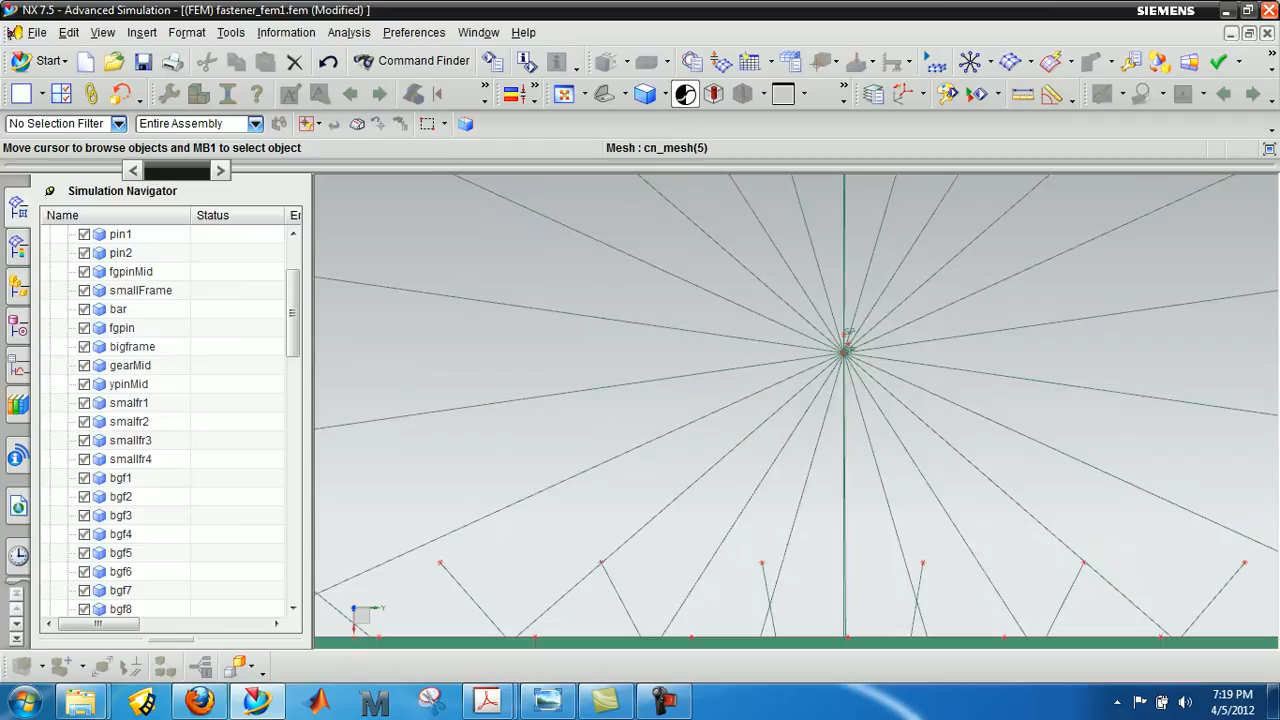 NX 7.5 - Advanced Simulation - [(FEM) fastener_fem1.fem (Modified) ]
SIEMENS
File Edit View Insert Format Tools Information Analysis Preferences Window Help
Start
Command Finder
No Selection Filter
Entire Assembly
Move cursor to browse objects and MB1 to select object
Mesh : cn_mesh(5)
Simulation Navigator
Name Status Er
pin1
pin2
fgpinMid
smallFrame
bar
fgpin
bigframe
gearMid
ypinMid
smalfr1
smalfr2
smallfr3
smallfr4
bgf1
bgf2
bgf3
bgf4
bgf5
bgf6
bgf7
bgf8
Y
7:19 PM
4/5/2012